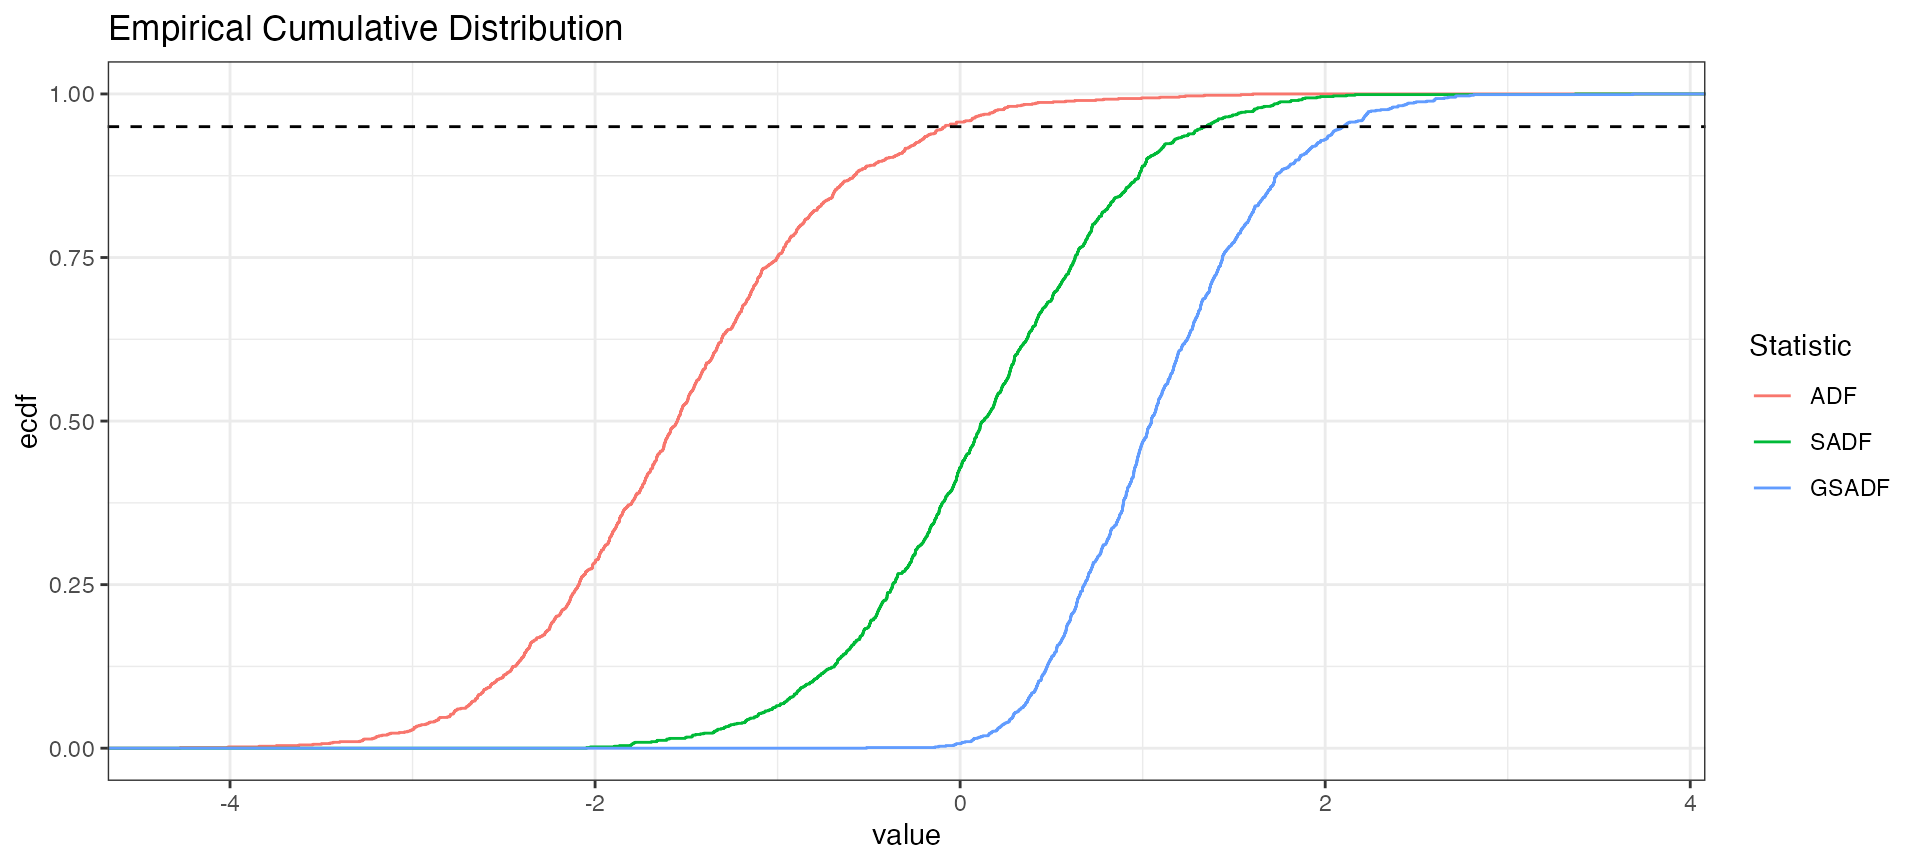 Empirical Cumulative Distribution
1.00
0.75
0.50
0.25
0.00
ecdf
-4
-2
0
2
4
value
Statistic
ADF
SADF
GSADF